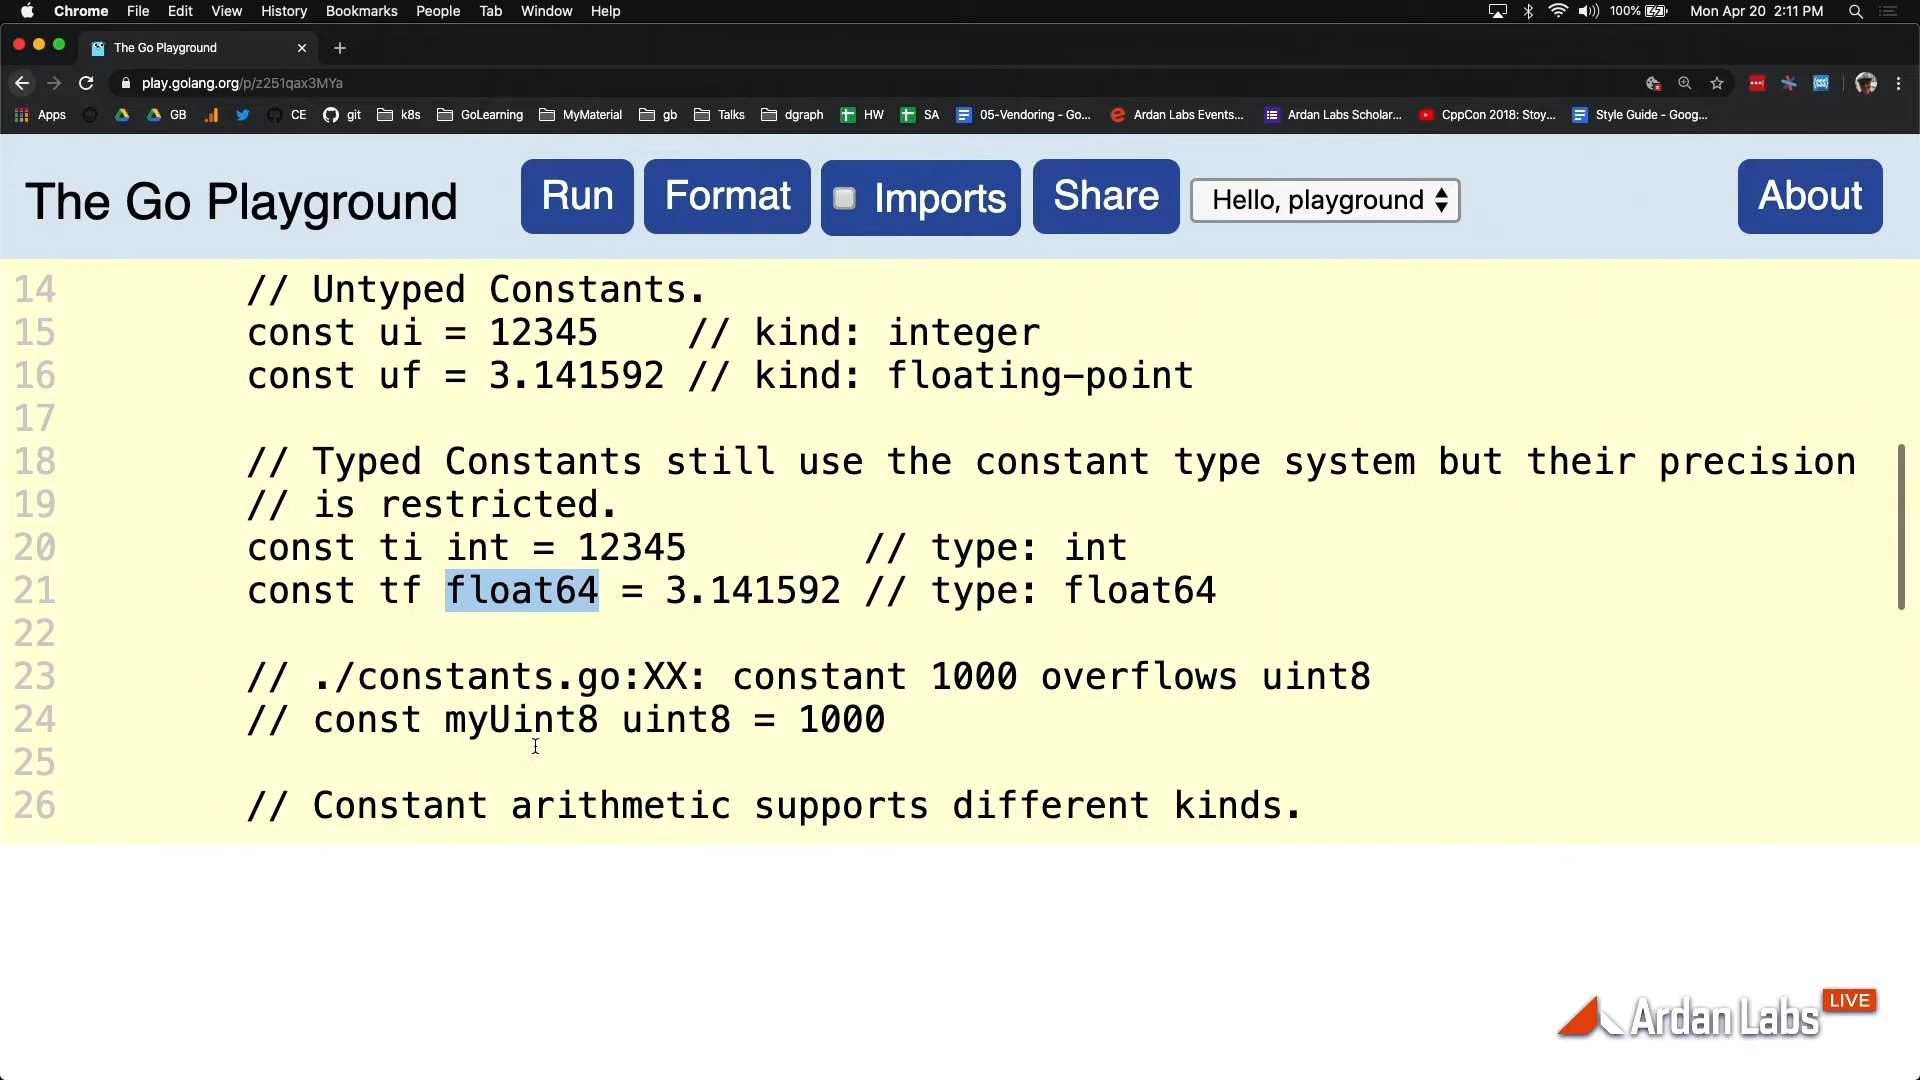 Chrome File Edit View History Bookmarks People Tab Window Help 100% Mon Apr 20 2:11 PM
The Go Playground
play.golang.org/p/z251qax3MYa
Apps GB CE git k8s GoLearning MyMaterial gb Talks dgraph HW SA 05-Vendoring - Go... Ardan Labs Events... Ardan Labs Scholar... CppCon 2018: Stoy... Style Guide - Goog...
The Go Playground Run Format Imports Share Hello, playground About
14 // Untyped Constants.
15 const ui = 12345 // kind: integer
16 const uf = 3.141592 // kind: floating-point
17
18 // Typed Constants still use the constant type system but their precision
19 // is restricted.
20 const ti int = 12345 // type: int
21 const tf float64 = 3.141592 // type: float64
22
23 // ./constants.go:XX: constant 1000 overflows uint8
24 // const myUint8 uint8 = 1000
25
26 // Constant arithmetic supports different kinds.
Ardan Labs LIVE